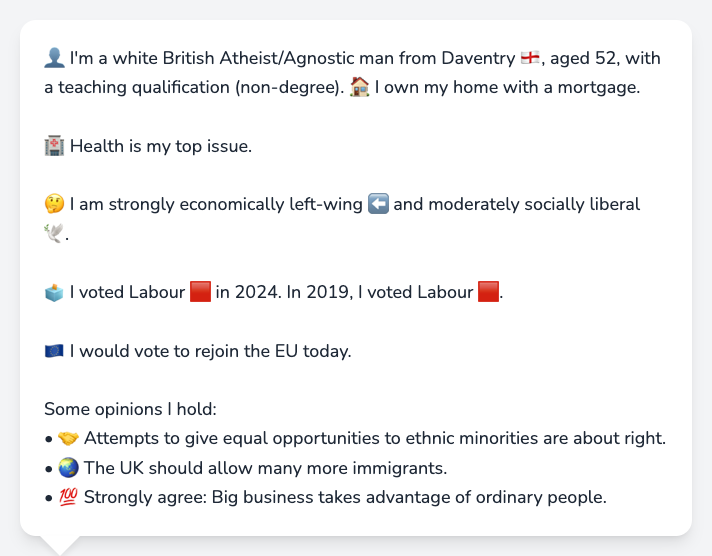 👤 I'm a white British Atheist/Agnostic man from Daventry 🏴󠁧󠁢󠁥󠁮󠁧󠁿, aged 52, with
a teaching qualification (non-degree). 🏠 I own my home with a mortgage.
🏥 Health is my top issue.
🤔 I am strongly economically left-wing ⬅️ and moderately socially liberal
🕊️.
🗳️ I voted Labour 🟥 in 2024. In 2019, I voted Labour 🟥.
🇪🇺 I would vote to rejoin the EU today.
Some opinions I hold:
• 🤝 Attempts to give equal opportunities to ethnic minorities are about right.
• 🌏 The UK should allow many more immigrants.
• 💯 Strongly agree: Big business takes advantage of ordinary people.